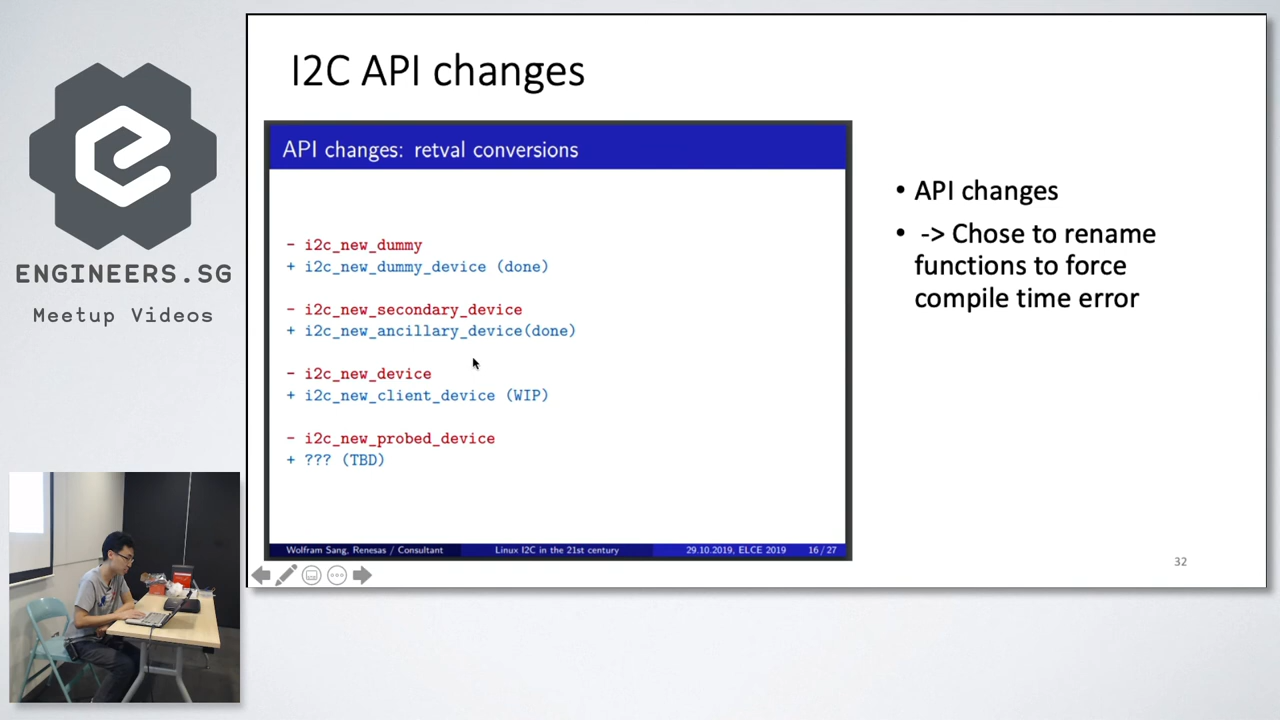 ENGINEERS.SG
Meetup Videos
I2C API changes
API changes: retval conversions
- i2c_new_dummy
+ i2c_new_dummy_device (done)
- i2c_new_secondary_device
+ i2c_new_ancillary_device(done)
- i2c_new_device
+ i2c_new_client_device (WIP)
- i2c_new_probed_device
+ ??? (TBD)
Wolfram Sang, Renesas / Consultant Linux I2C in the 21st century 29.10.2019, ELCE 2019 16 / 27
• API changes
• -> Chose to rename
functions to force
compile time error
32